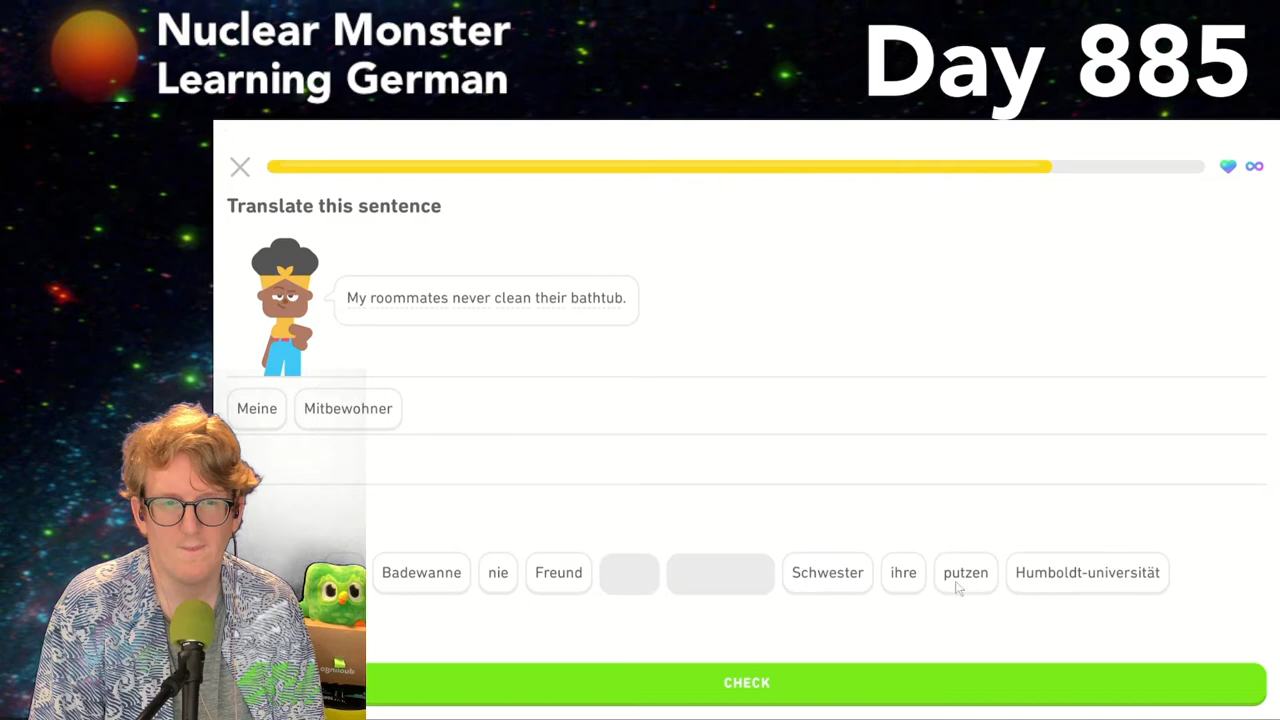 Nuclear Monster
Learning German
Day 885
Translate this sentence
My roommates never clean their bathtub.
Meine Mitbewohner
Badewanne nie Freund Schwester ihre putzen Humboldt-universität
CHECK